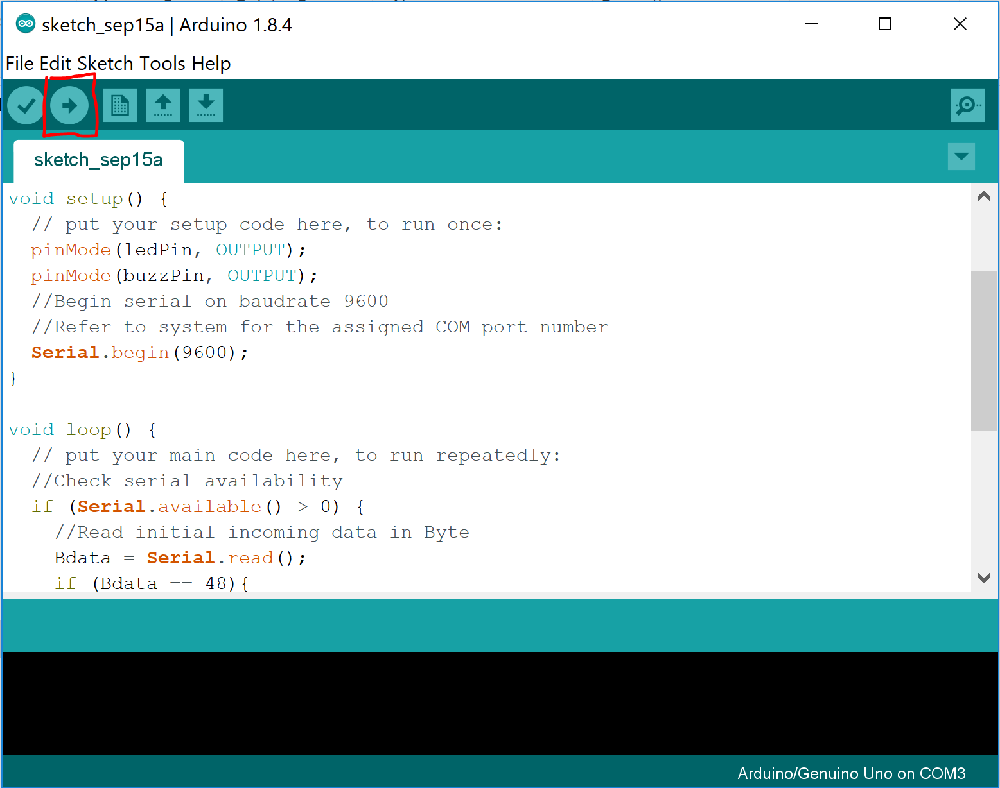 sketch_sep15a | Arduino 1.8.4
File Edit Sketch Tools Help
sketch_sep15a
void setup() {
  // put your setup code here, to run once:
  pinMode(ledPin, OUTPUT);
  pinMode(buzzPin, OUTPUT);
  //Begin serial on baudrate 9600
  //Refer to system for the assigned COM port number
  Serial.begin(9600);
}
void loop() {
  // put your main code here, to run repeatedly:
  //Check serial availability
  if (Serial.available() > 0) {
    //Read initial incoming data in Byte
    Bdata = Serial.read();
    if (Bdata == 48){
Arduino/Genuino Uno on COM3